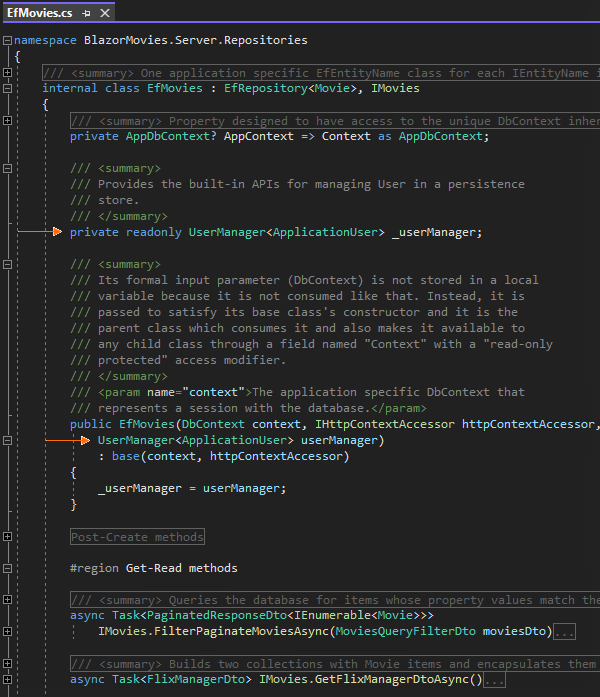 EfMovies.cs
namespace BlazorMovies.Server.Repositories
{
/// <summary> One application specific EfEntityName class for each IEntityName
internal class EfMovies : EfRepository<Movie>, IMovies
{
/// <summary> Property designed to have access to the unique DbContext
private AppDbContext? AppContext => Context as AppDbContext;
/// <summary>
/// Provides the built-in APIs for managing User in a persistence
/// store.
/// </summary>
private readonly UserManager<ApplicationUser> _userManager;
/// <summary>
/// Its formal input parameter (DbContext) is not stored in a local
/// variable because it is not consumed like that. Instead, it is
/// passed to satisfy its base class's constructor and it is the
/// parent class which consumes it and also makes it available to
/// any child class through a field named "Context" with a "read-only
/// protected" access modifier.
/// </summary>
/// <param name="context">The application specific DbContext that
/// represents a session with the database.</param>
public EfMovies(DbContext context, IHttpContextAccessor httpContextAccessor,
UserManager<ApplicationUser> userManager)
: base(context, httpContextAccessor)
{
_userManager = userManager;
}
Post-Create methods
#region Get-Read methods
/// <summary> Queries the database for items whose property values match the
async Task<PaginatedResponseDto<IEnumerable<Movie>>>
IMovies.FilterPaginateMoviesAsync(MoviesQueryFilterDto moviesDto)...
/// <summary> Builds two collections with Movie items and encapsulates them
async Task<FlixManagerDto> IMovies.GetFlixManagerDtoAsync()...